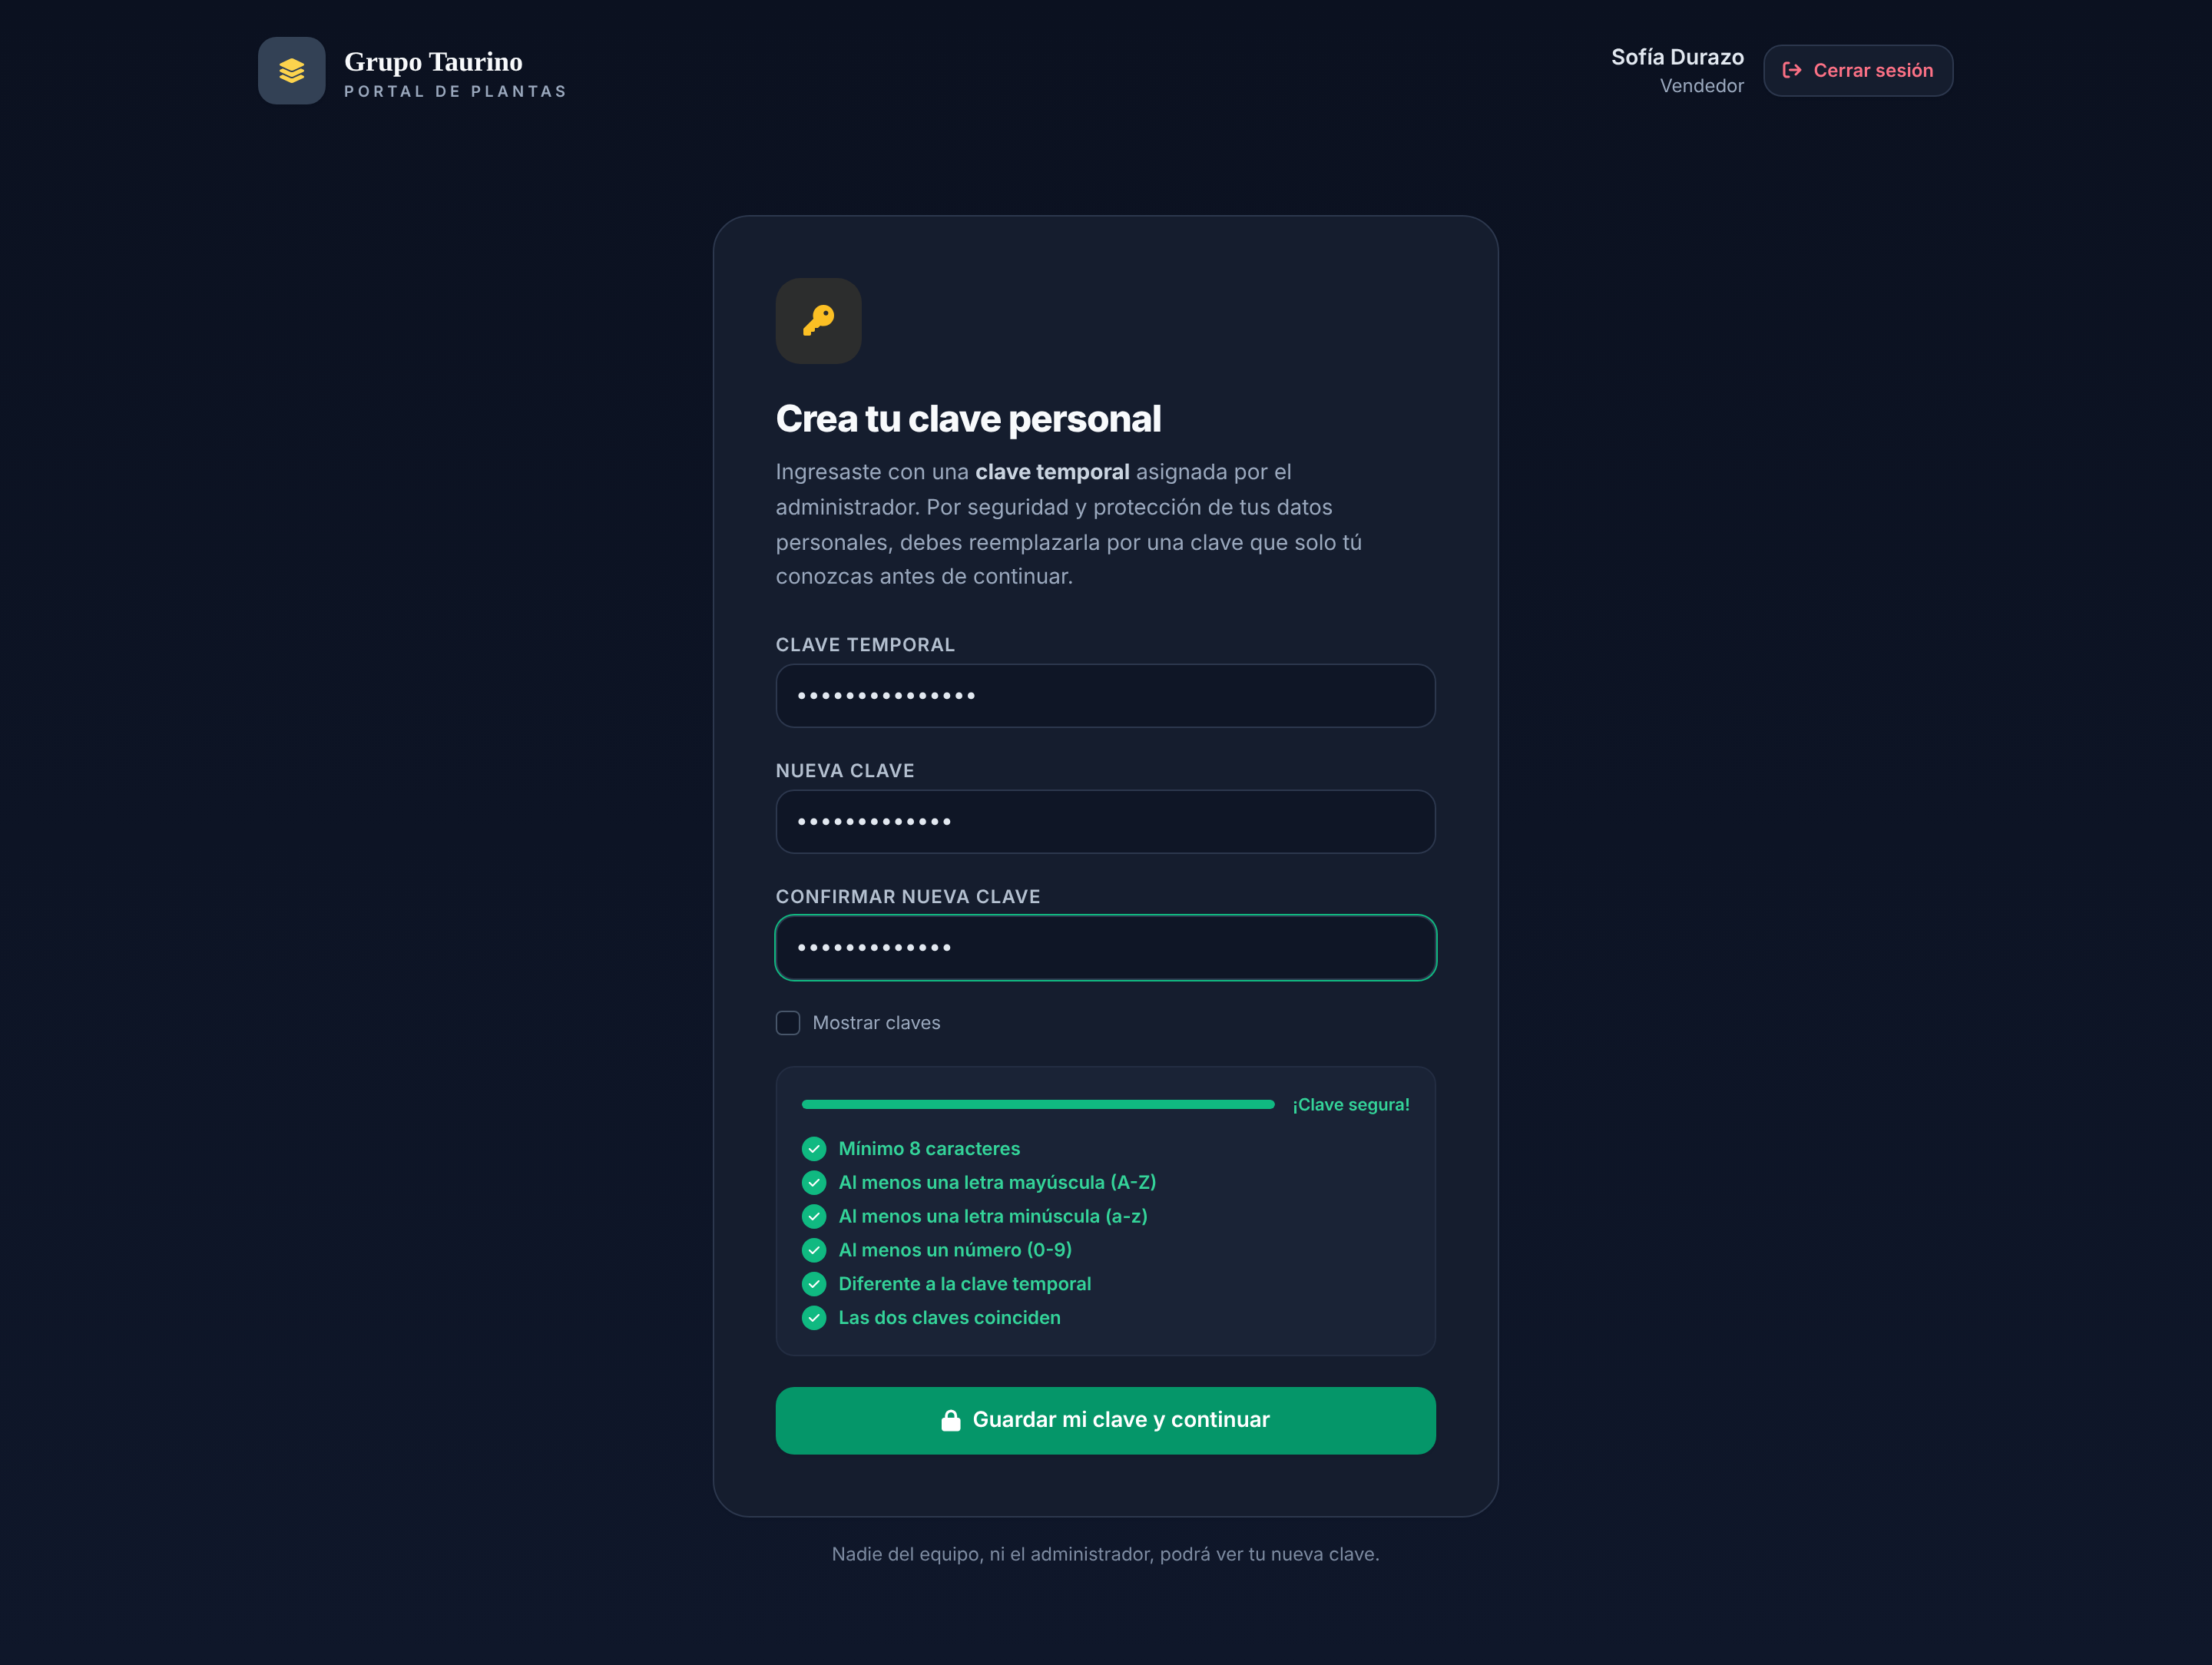 Grupo Taurino
PORTAL DE PLANTAS
Sofía Durazo
Vendedor
Cerrar sesión
Crea tu clave personal
Ingresaste con una clave temporal asignada por el
administrador. Por seguridad y protección de tus datos
personales, debes reemplazarla por una clave que solo tú
conozcas antes de continuar.
CLAVE TEMPORAL
•••••••••••••••
NUEVA CLAVE
•••••••••••••
CONFIRMAR NUEVA CLAVE
•••••••••••••
Mostrar claves
¡Clave segura!
Mínimo 8 caracteres
Al menos una letra mayúscula (A-Z)
Al menos una letra minúscula (a-z)
Al menos un número (0-9)
Diferente a la clave temporal
Las dos claves coinciden
Guardar mi clave y continuar
Nadie del equipo, ni el administrador, podrá ver tu nueva clave.